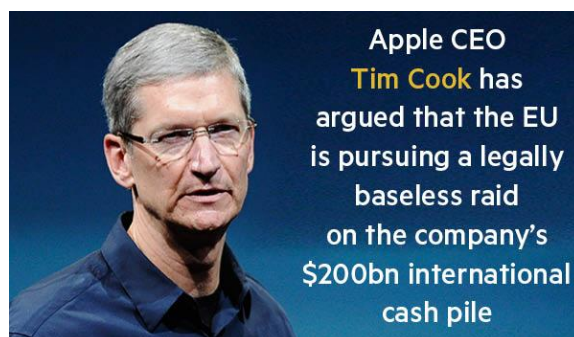 Apple CEO
Tim Cook has
argued that the EU
is pursuing a legally
baseless raid
on the company's
$200bn international
cash pile